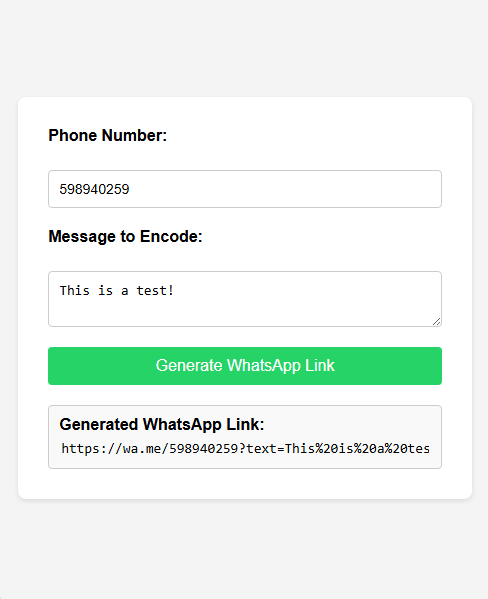 Phone Number:
598940259
Message to Encode:
This is a test!
Generate WhatsApp Link
Generated WhatsApp Link:
https://wa.me/598940259?text=This%20is%20a%20tes